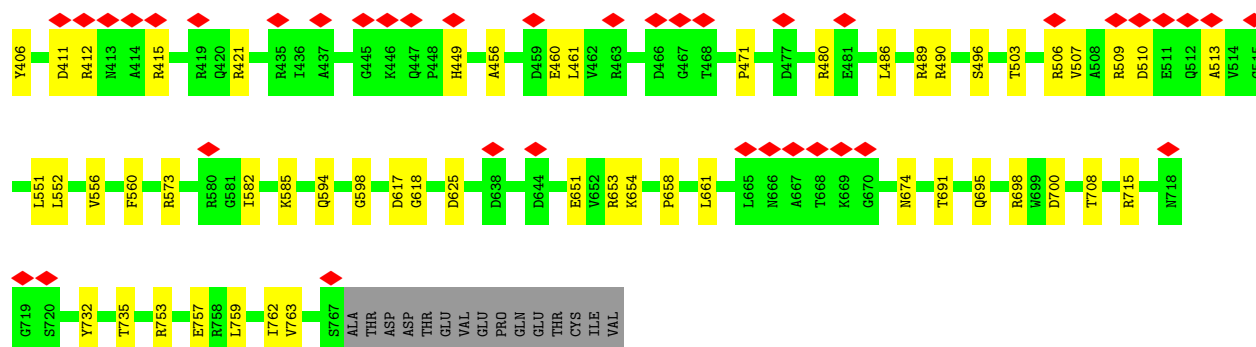 Y406 D411 R412 N413 A414 R415 R419 Q420 R421 R435 I436 A437 G445 K446 Q447 P448 H449 A456 D459 E460 L461 V462 R463 D466 G467 T468 P471 D477 R480 E481 L486 R489 R490 S496 T503 R506 V507 A508 R509 D510 E511 Q512 A513 V514
L551 L552 V556 F560 R573 R580 G581 I582 K585 Q594 G598 D617 G618 D625 D638 D644 E651 V652 R653 K654 P658 L661 L665 N666 A667 T668 K669 G670 N674 T691 Q695 R698 W699 D700 T708 R715 N718
G719 S720 Y732 T735 R753 E757 R758 L759 I762 V763 S767 ALA THR ASP ASP THR GLU VAL GLU PRO GLN GLU THR CYS ILE VAL